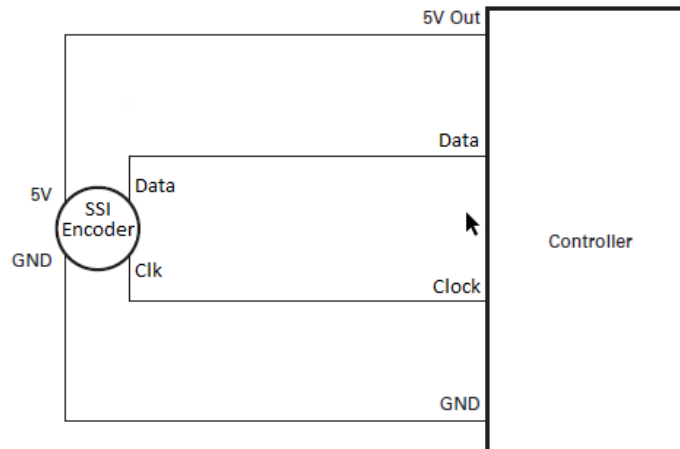 5V Out
Data
Data
5V
SSI
Encoder
GND
Clk
Controller
Clock
GND